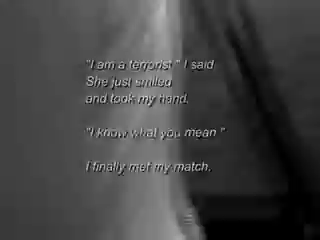 "I am a terrorist " I said
She just smiled
and took my hand.
"I know what you mean "
I finally met my match.